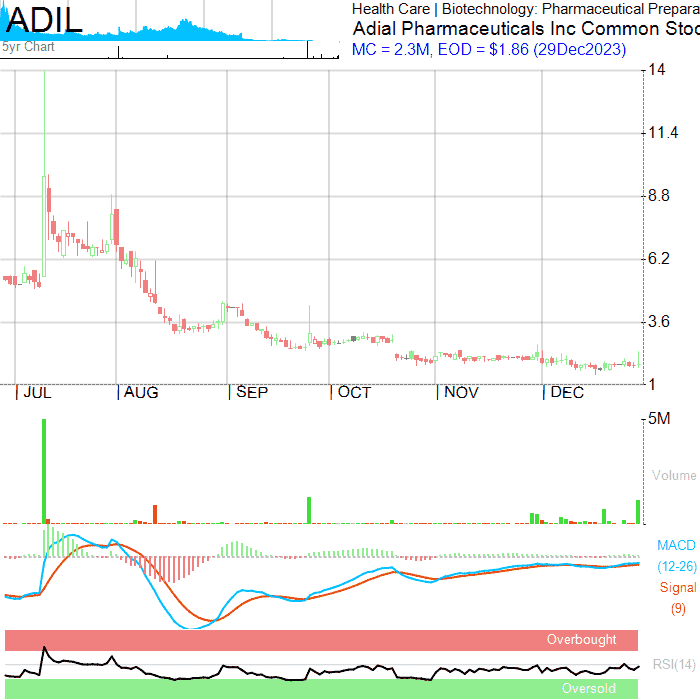 ADIL
5yr Chart
Health Care | Biotechnology: Pharmaceutical Prepara
Adial Pharmaceuticals Inc Common Stoc
MC = 2.3M, EOD = $1.86 (29Dec2023)
14
11.4
8.8
6.2
3.6
1
JUL AUG SEP OCT NOV DEC
5M
Volume
MACD
(12-26)
Signal
(9)
Overbought
RSI(14)
Oversold